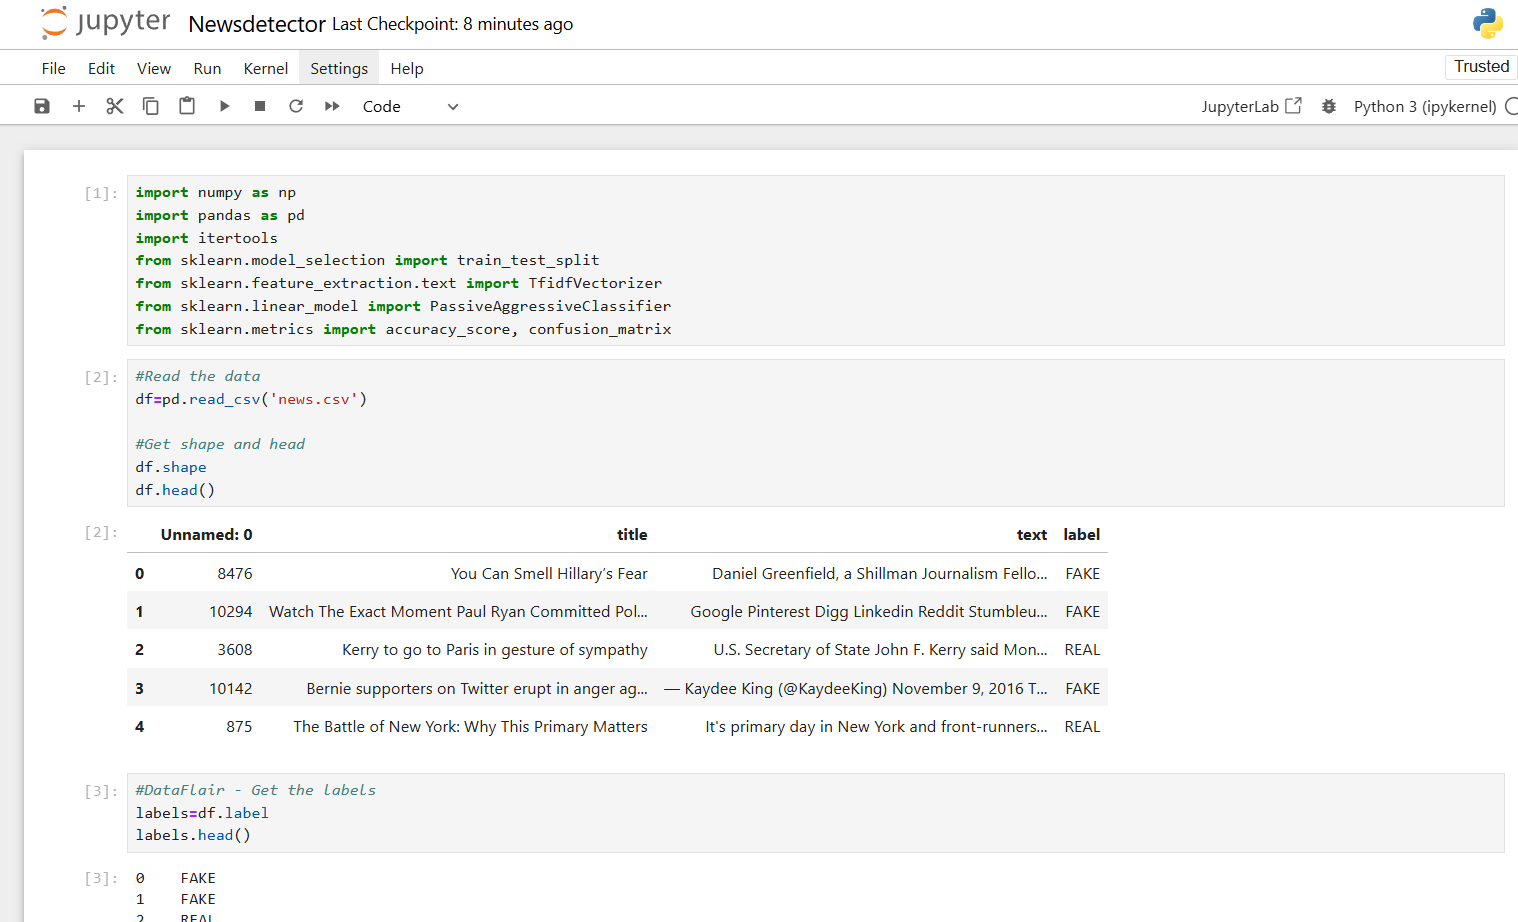 jupyter Newsdetector Last Checkpoint: 8 minutes ago
File Edit View Run Kernel Settings Help
Trusted
Code
JupyterLab
Python 3 (ipykernel)
[1]: import numpy as np
import pandas as pd
import itertools
from sklearn.model_selection import train_test_split
from sklearn.feature_extraction.text import TfidfVectorizer
from sklearn.linear_model import PassiveAggressiveClassifier
from sklearn.metrics import accuracy_score, confusion_matrix
[2]: #Read the data
df=pd.read_csv('news.csv')
#Get shape and head
df.shape
df.head()
[2]: Unnamed: 0 title text label
0 8476 You Can Smell Hillary’s Fear Daniel Greenfield, a Shillman Journalism Fello... FAKE
1 10294 Watch The Exact Moment Paul Ryan Committed Pol... Google Pinterest Digg Linkedin Reddit Stumbleu... FAKE
2 3608 Kerry to go to Paris in gesture of sympathy U.S. Secretary of State John F. Kerry said Mon... REAL
3 10142 Bernie supporters on Twitter erupt in anger ag... — Kaydee King (@KaydeeKing) November 9, 2016 T... FAKE
4 875 The Battle of New York: Why This Primary Matters It's primary day in New York and front-runners... REAL
[3]: #DataFlair - Get the labels
labels=df.label
labels.head()
[3]: 0 FAKE
1 FAKE
2 REAL